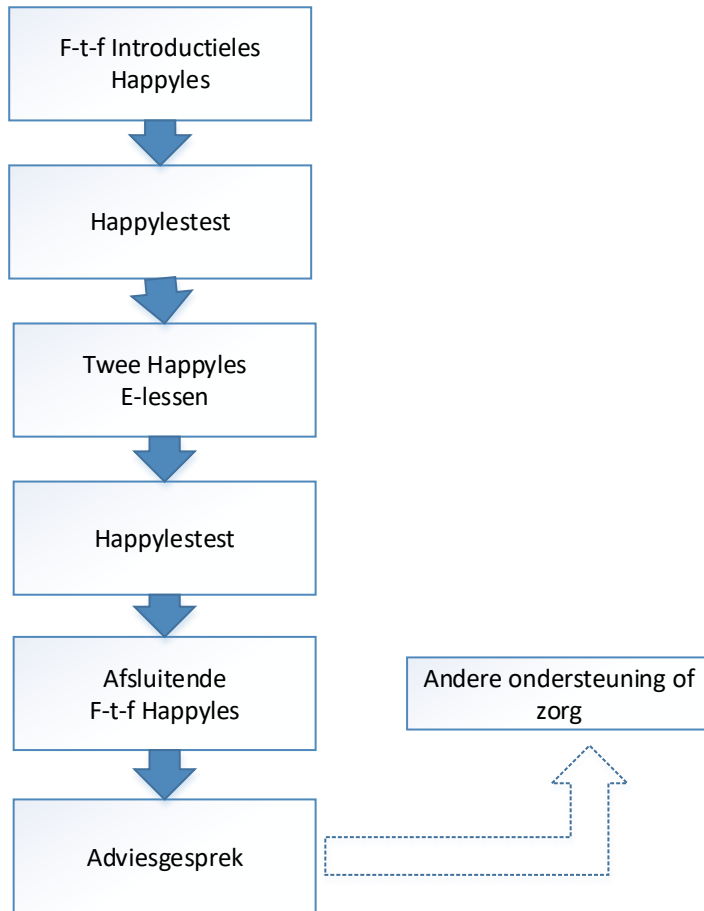 F-t-f Introductieles
Happyles
Happylestest
Twee Happyles
E-lessen
Happylestest
Afsluitende
F-t-f Happyles
Andere ondersteuning of
zorg
Adviesgesprek